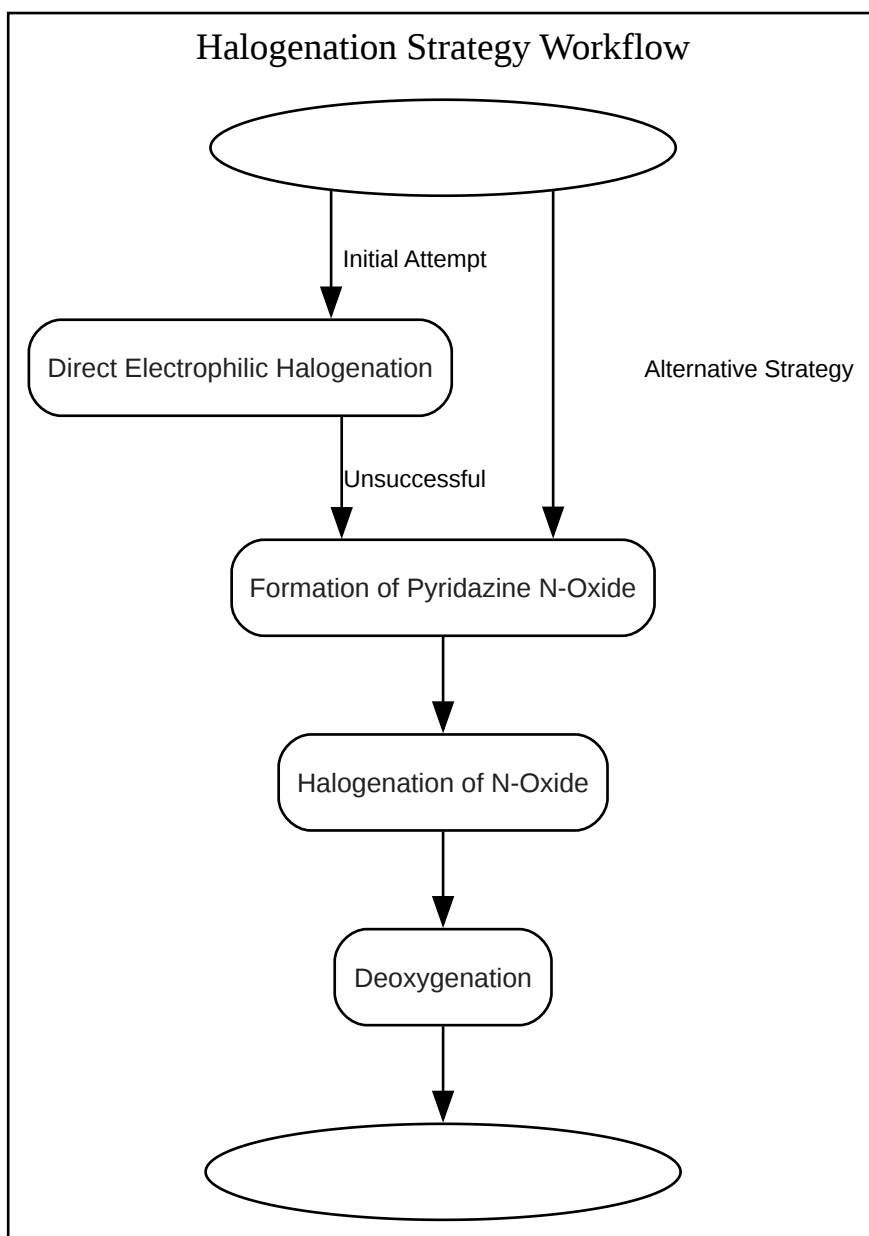 Halogenation Strategy Workflow
Initial Attempt
Direct Electrophilic Halogenation
Alternative Strategy
Unsuccessful
Formation of Pyridazine N-Oxide
Halogenation of N-Oxide
Deoxygenation